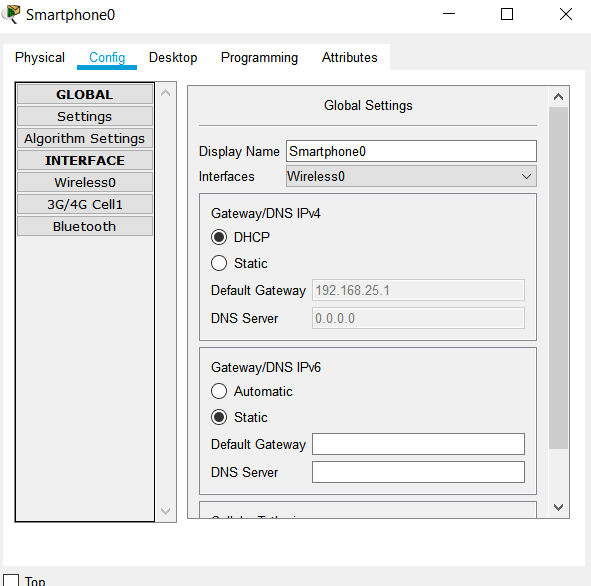 Smartphone0
Physical Config Desktop Programming Attributes
GLOBAL
Settings
Algorithm Settings
INTERFACE
Wireless0
3G/4G Cell1
Bluetooth
Global Settings
Display Name Smartphone0
Interfaces Wireless0
Gateway/DNS IPv4
DHCP
Static
Default Gateway 192.168.25.1
DNS Server 0.0.0.0
Gateway/DNS IPv6
Automatic
Static
Default Gateway
DNS Server
Top